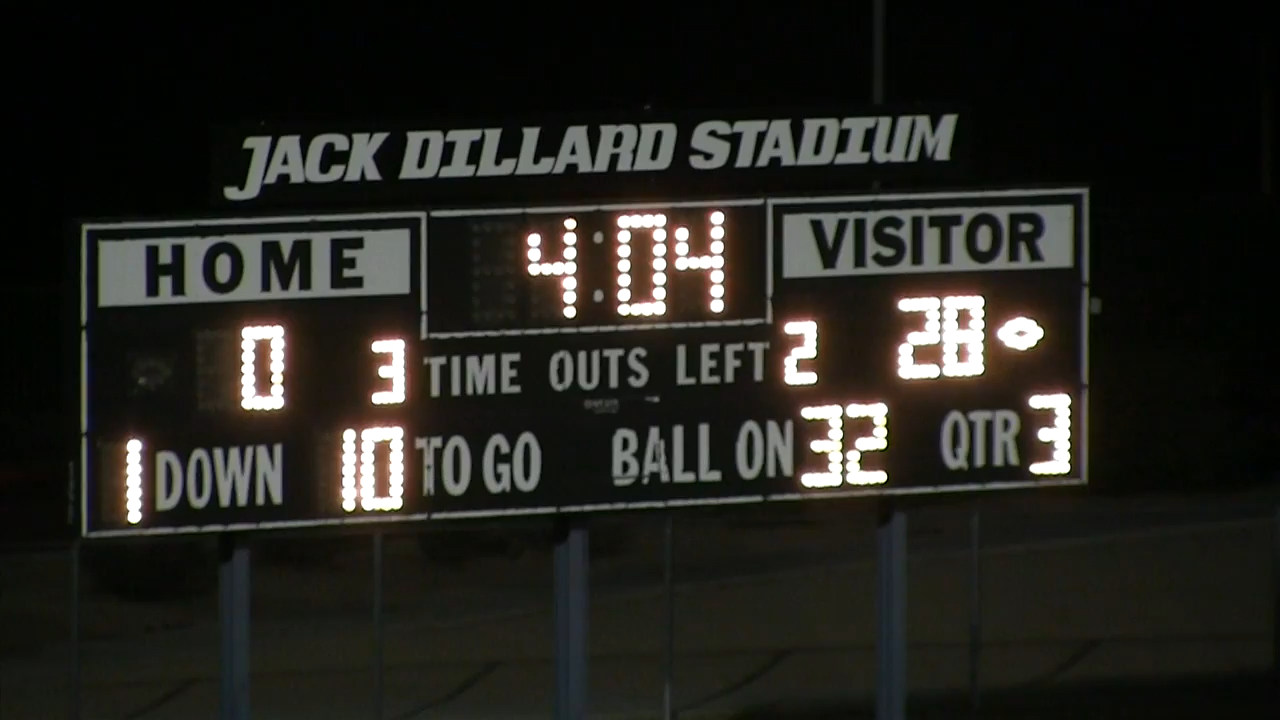 JACK DILLARD STADIUM
HOME 4:04 VISITOR
0 3 TIME OUTS LEFT 2 28
1 DOWN 10 TO GO BALL ON 32 QTR 3